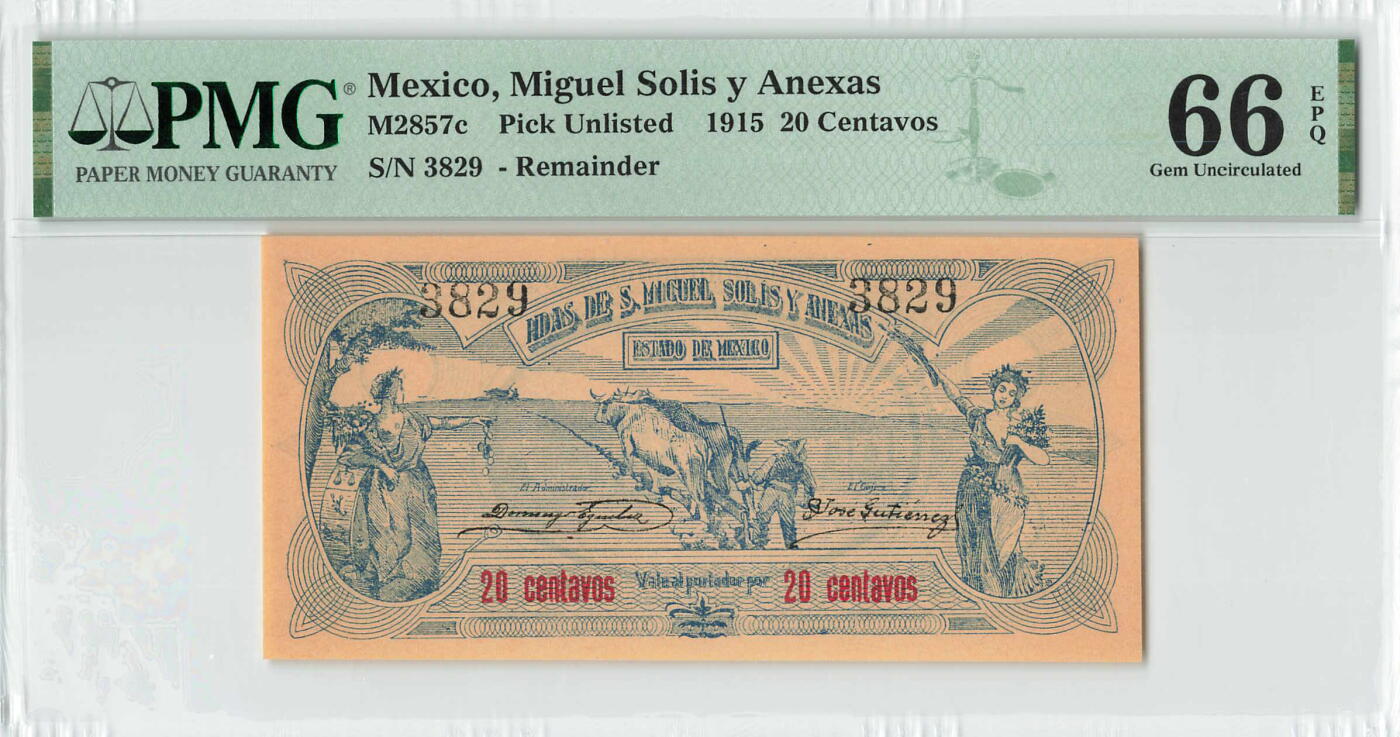 PMG®
PAPER MONEY GUARANTY
Mexico, Miguel Solis y Anexas
M2857c Pick Unlisted 1915 20 Centavos
S/N 3829 - Remainder
66
EPQ
Gem Uncirculated
3829
3829
HDAS. DE S. MIGUEL, SOLIS Y ANEXAS
ESTADO DE MEXICO
El Administrador
El Cajero
José Gutiérrez
20 centavos Vale al portador por 20 centavos